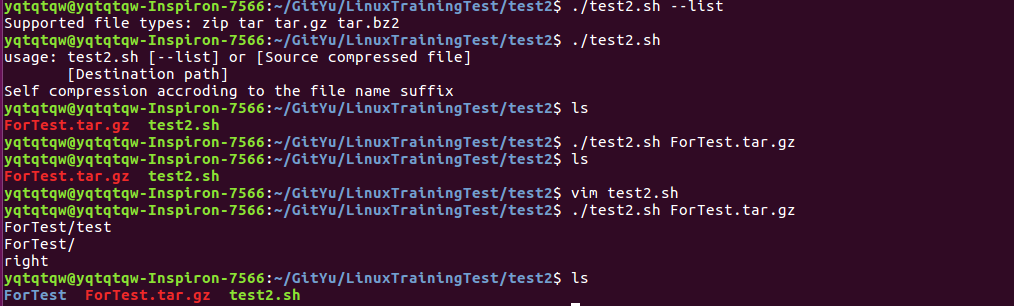 yqtqtqw@yqtqtqw-Inspiron-7566:~/GitYu/LinuxTrainingTest/test2$ ./test2.sh --list
Supported file types: zip tar tar.gz tar.bz2
yqtqtqw@yqtqtqw-Inspiron-7566:~/GitYu/LinuxTrainingTest/test2$ ./test2.sh
usage: test2.sh [--list] or [Source compressed file]
        [Destination path]
Self compression accroding to the file name suffix
yqtqtqw@yqtqtqw-Inspiron-7566:~/GitYu/LinuxTrainingTest/test2$ ls
ForTest.tar.gz  test2.sh
yqtqtqw@yqtqtqw-Inspiron-7566:~/GitYu/LinuxTrainingTest/test2$ ./test2.sh ForTest.tar.gz
yqtqtqw@yqtqtqw-Inspiron-7566:~/GitYu/LinuxTrainingTest/test2$ ls
ForTest.tar.gz  test2.sh
yqtqtqw@yqtqtqw-Inspiron-7566:~/GitYu/LinuxTrainingTest/test2$ vim test2.sh
yqtqtqw@yqtqtqw-Inspiron-7566:~/GitYu/LinuxTrainingTest/test2$ ./test2.sh ForTest.tar.gz
ForTest/test
ForTest/
right
yqtqtqw@yqtqtqw-Inspiron-7566:~/GitYu/LinuxTrainingTest/test2$ ls
ForTest  ForTest.tar.gz  test2.sh